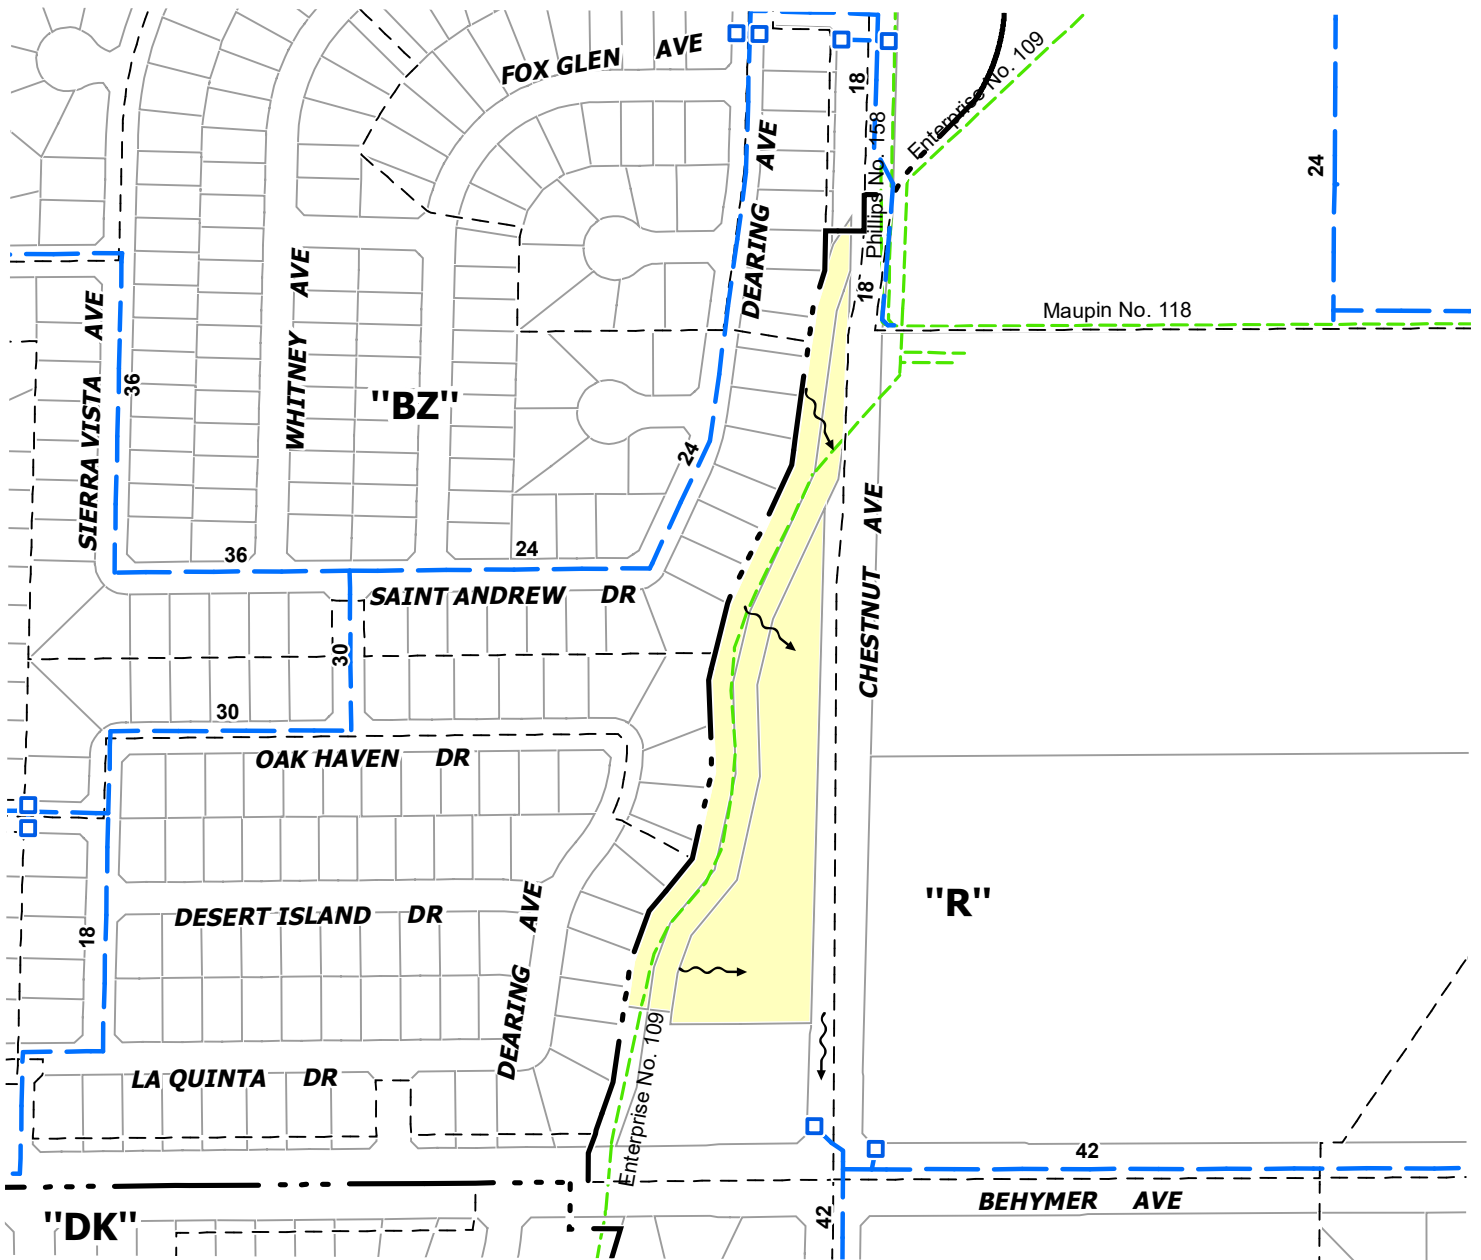 FOX GLEN AVE
Enterprise No. 109
18
DEARING AVE
Phillips No. 158
24
18
Maupin No. 118
SIERRA VISTA AVE
WHITNEY AVE
36
"BZ"
24
CHESTNUT AVE
36
24
SAINT ANDREW DR
30
30
OAK HAVEN DR
"R"
DESERT ISLAND DR
DEARING AVE
18
Enterprise No. 109
LA QUINTA DR
42
BEHYMER AVE
42
"DK"